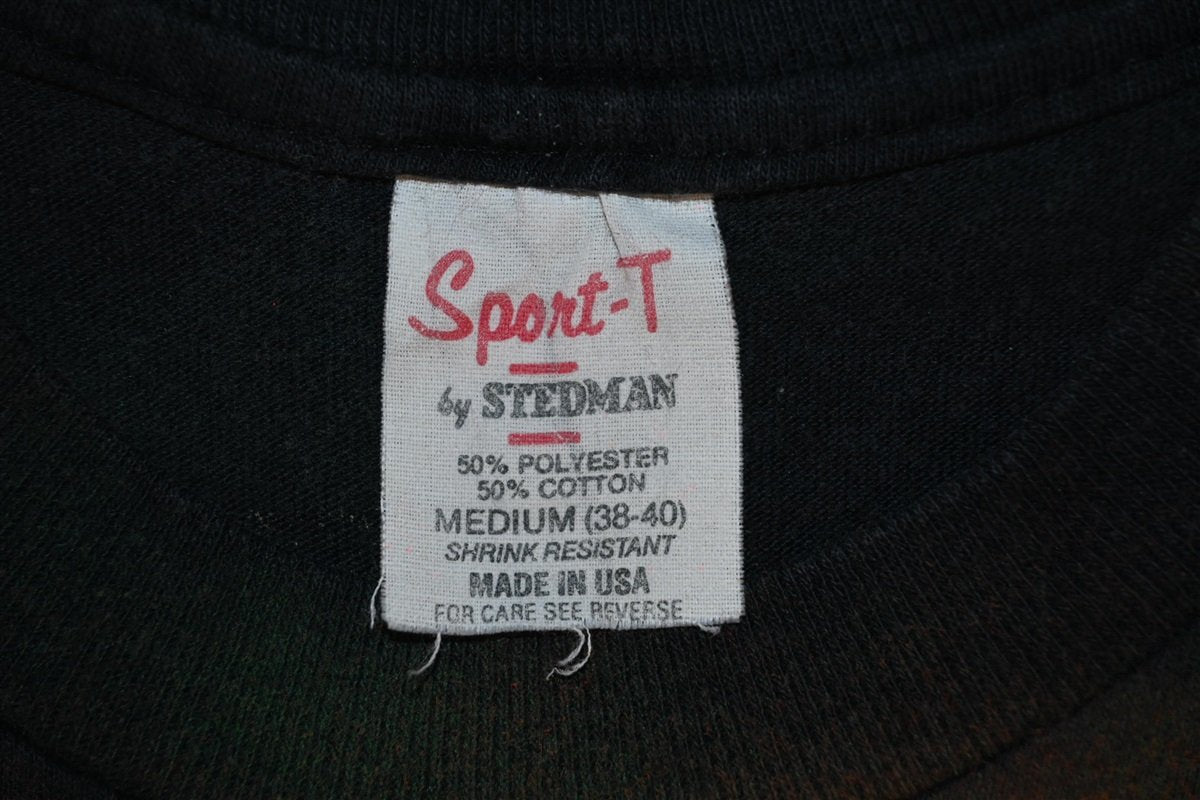 Sport-T
by STEDMAN
50% POLYESTER
50% COTTON
MEDIUM (38-40)
SHRINK RESISTANT
MADE IN USA
FOR CARE SEE REVERSE